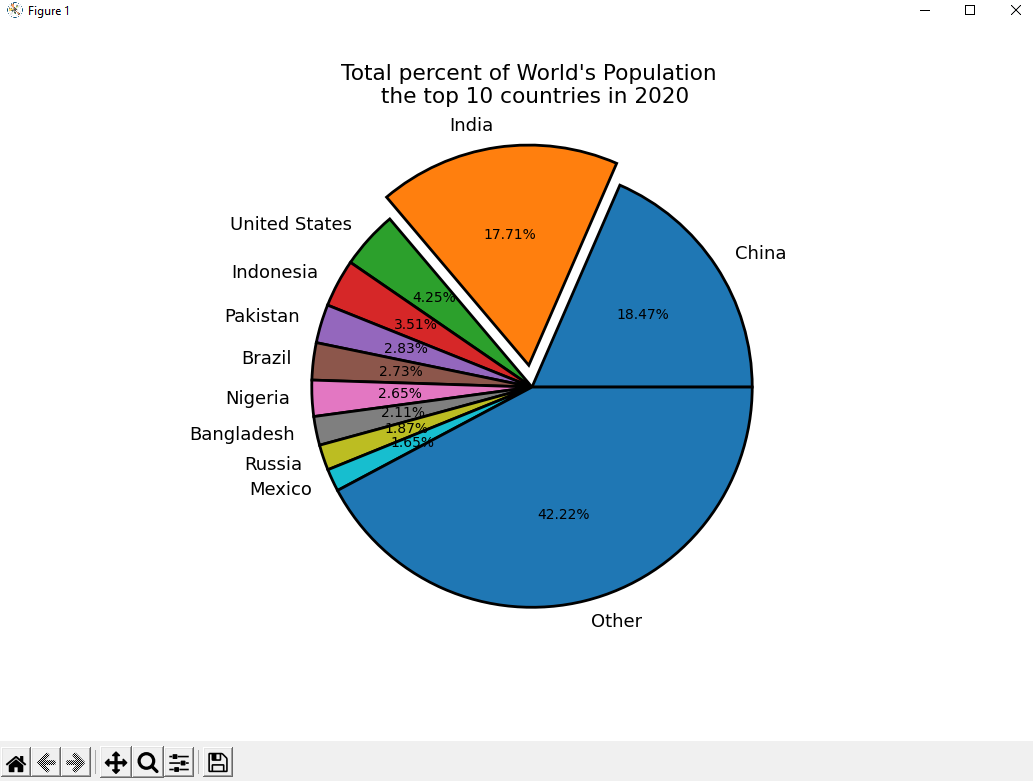 Figure 1
Total percent of World's Population
the top 10 countries in 2020
India
United States
Indonesia
Pakistan
Brazil
Nigeria
Bangladesh
Russia
Mexico
China
Other
17.71%
18.47%
4.25%
3.51%
2.83%
2.73%
2.65%
2.11%
1.87%
1.65%
42.22%